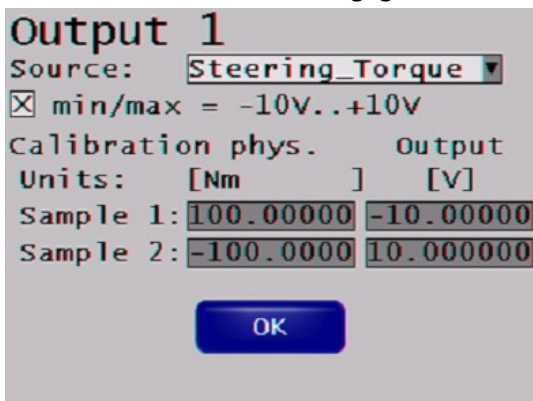 Output 1
Source: Steering_Torque
min/max = -10V..+10V
Calibration phys. Output
Units: [Nm ] [V]
Sample 1: 100.00000 -10.00000
Sample 2: -100.0000 10.000000
OK